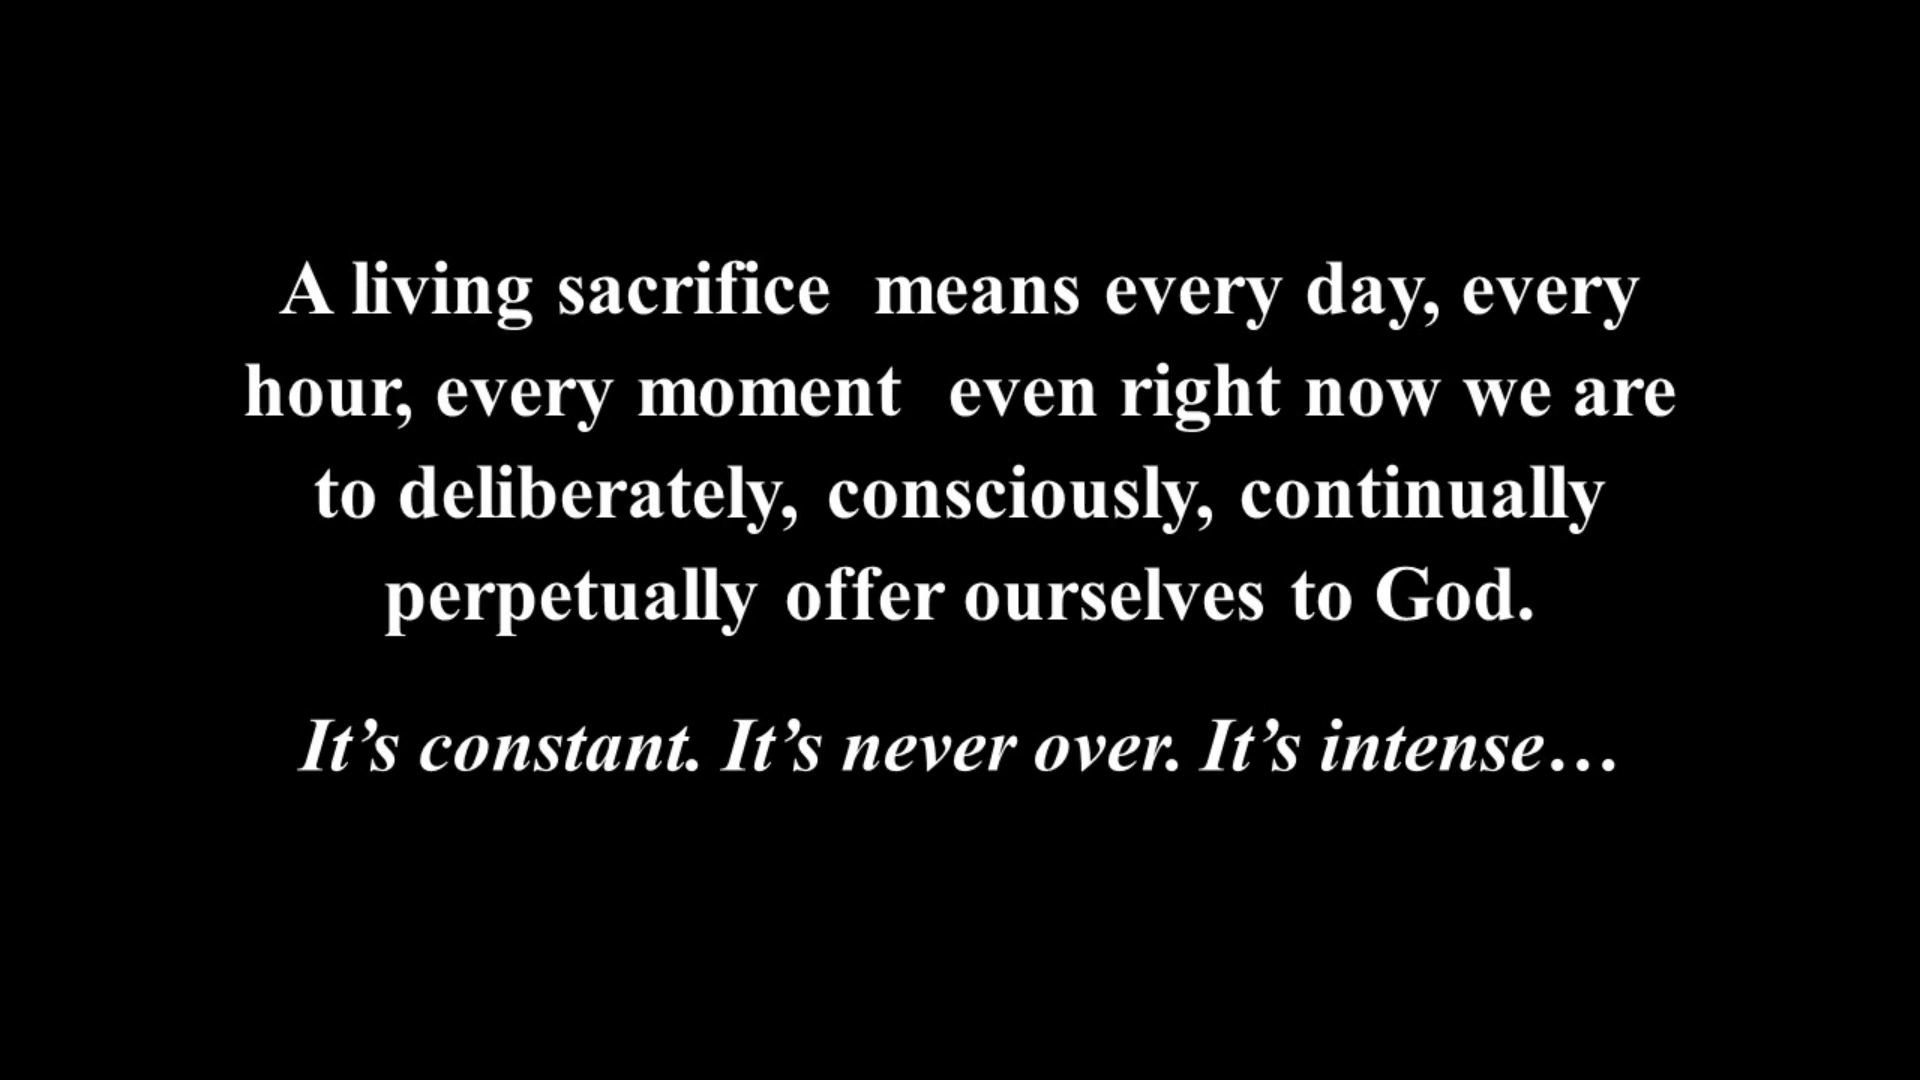 A living sacrifice  means every day, every
hour, every moment  even right now we are
to deliberately, consciously, continually
perpetually offer ourselves to God.
It’s constant. It’s never over. It’s intense…